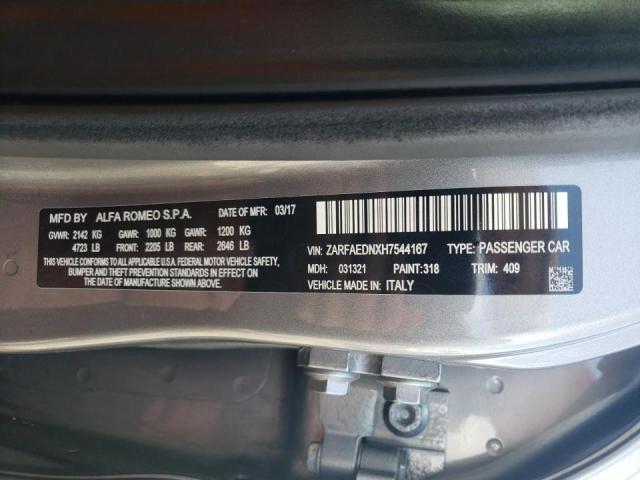 MFD BY ALFA ROMEO S.P.A. DATE OF MFR 03/17
GVWR: 2142 KG GAWR: 1000 KG GAWR: 1200 KG
4723 LB FRONT: 2205 LB REAR: 2646 LB
THIS VEHICLE CONFORMS TO ALL APPLICABLE
U.S.A. FEDERAL MOTOR VEHICLE SAFETY,
BUMPER AND THEFT PREVENTION STANDARDS IN EFFECT ON
THE DATE OF MANUFACTURE SHOWN ABOVE.
VIN: ZARFAEDNXH7544167 TYPE: PASSENGER CAR
MDH: 031321 PAINT:318 TRIM: 409
VEHICLE MADE IN: ITALY